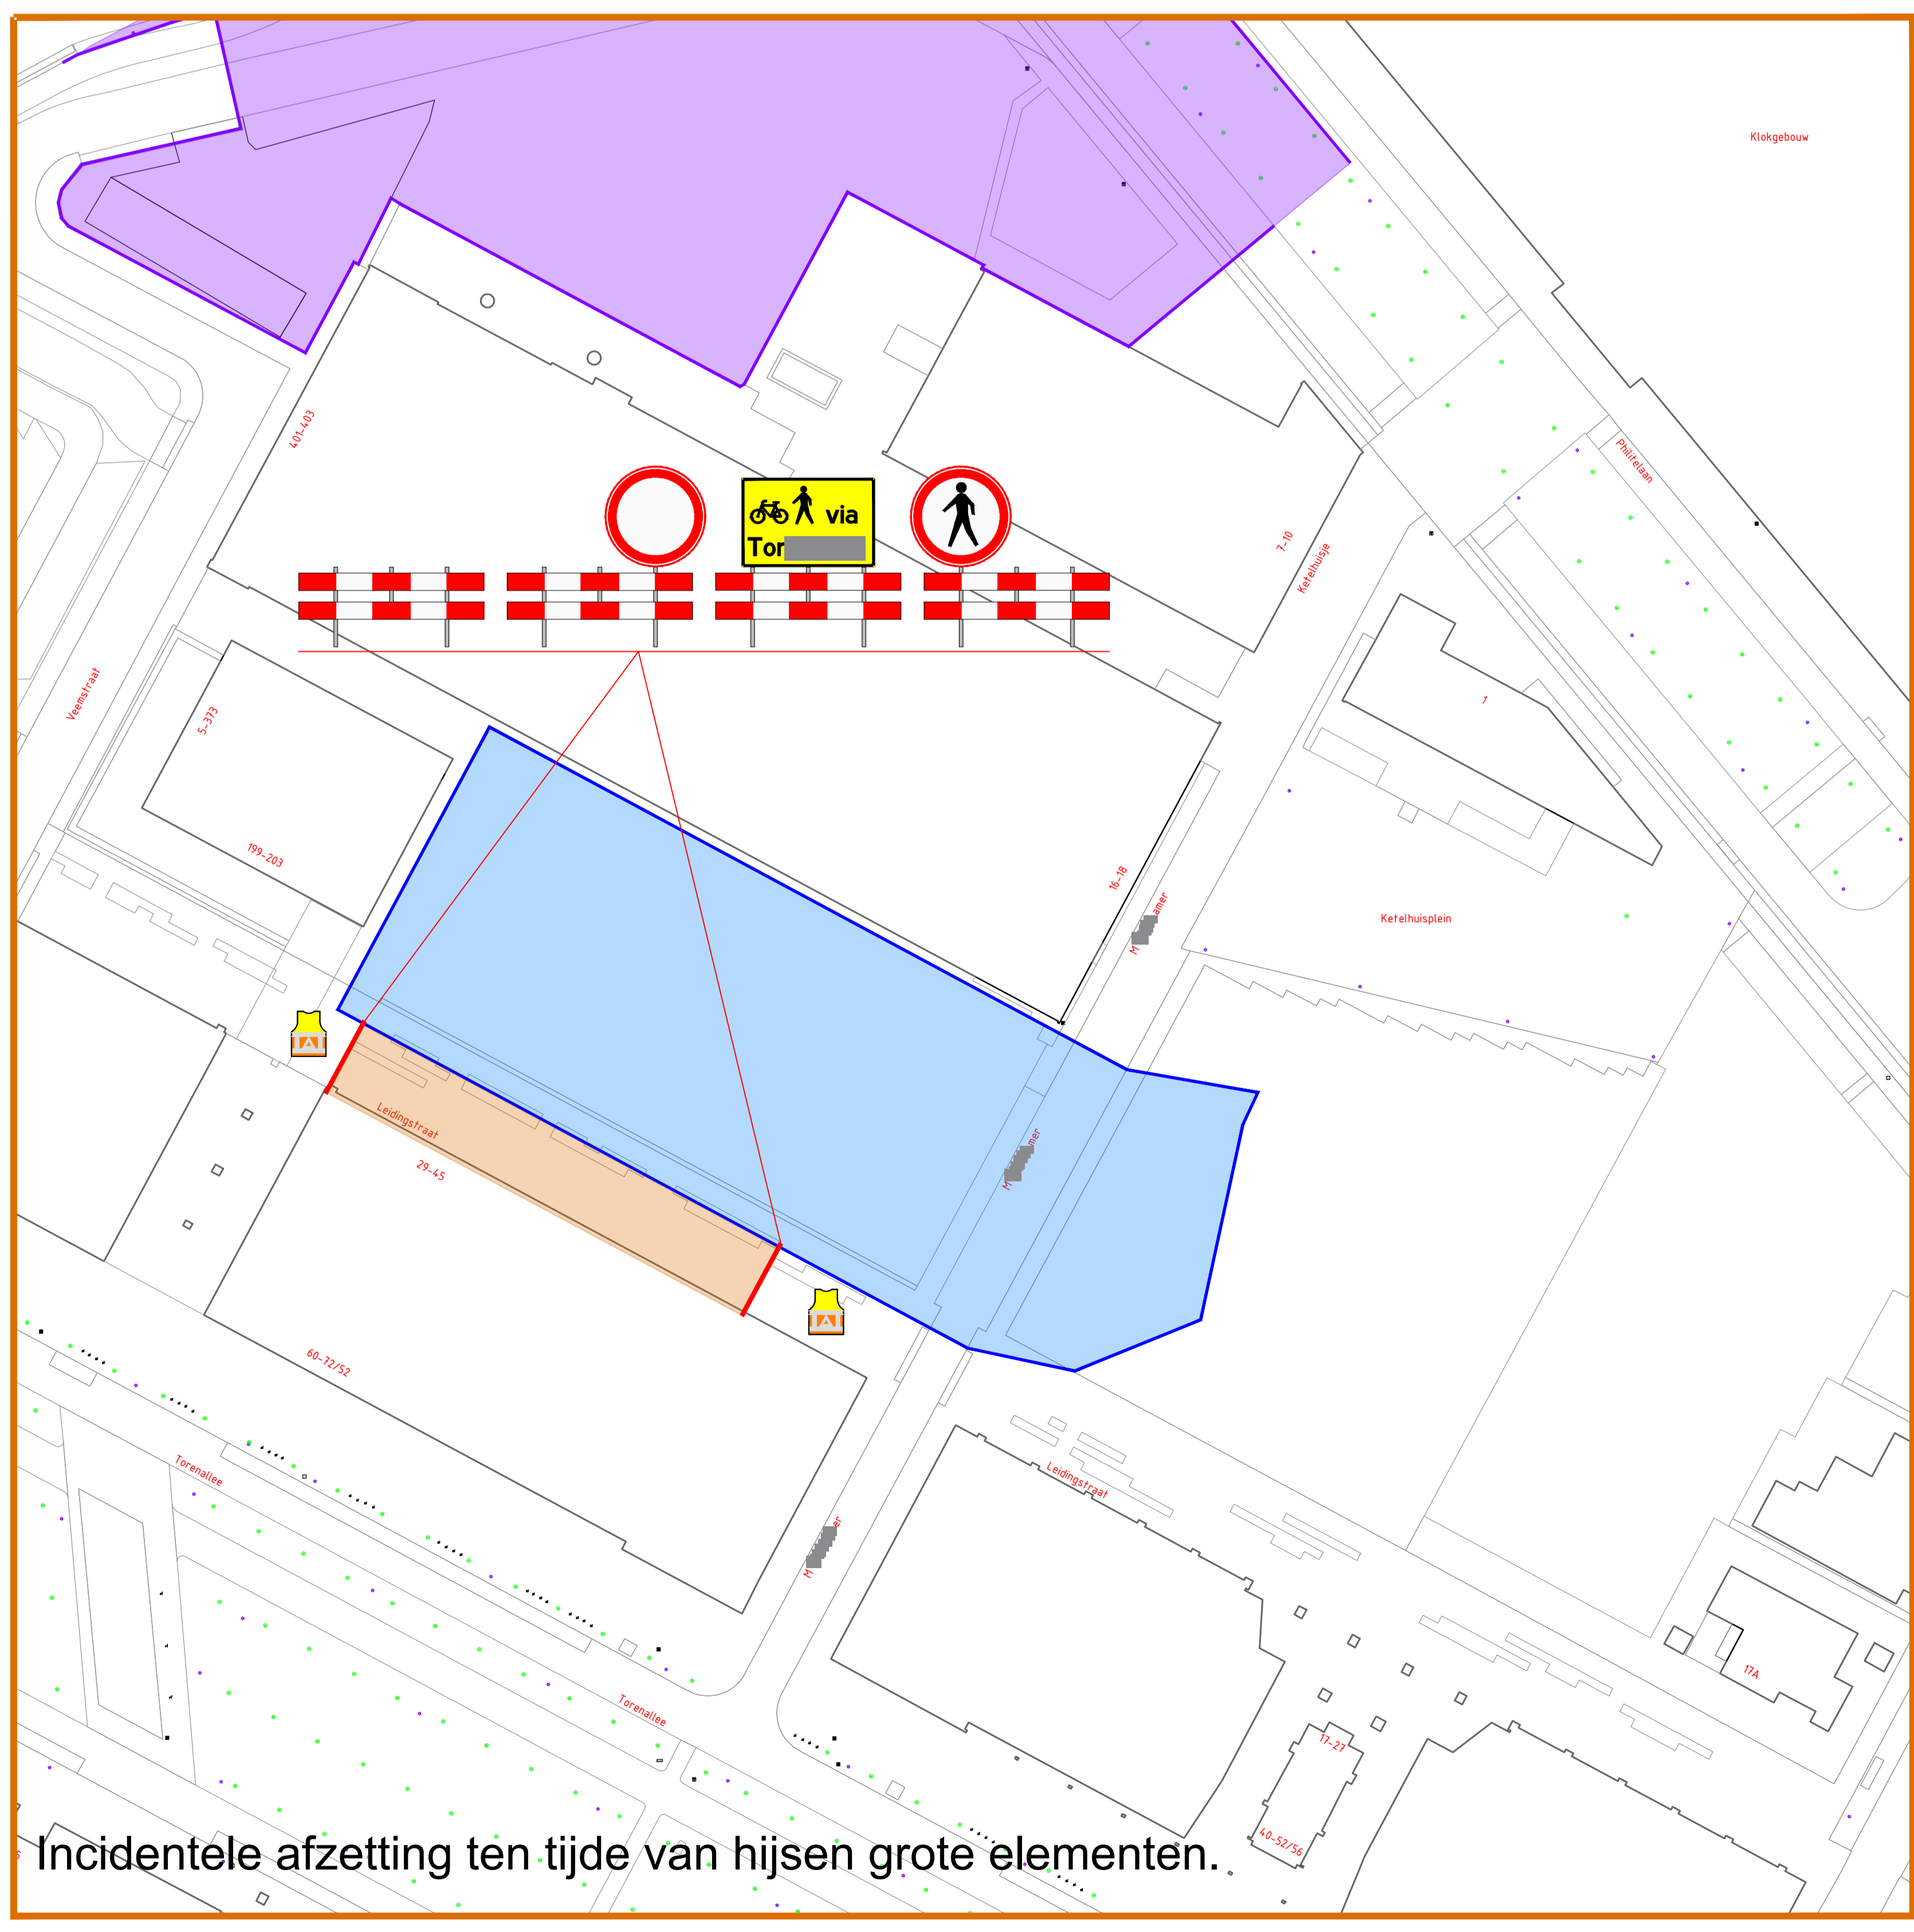 Klokgebouw
401-403
Philitelaan
via
7-10
Ketelhuisje
Veemstraat
5-373
1
199-203
16-18
Ketelhuisplein
Leidingstraat
29-45
60-72/52
Torenallee
Leidingstraat
Torenallee
17A
17-27
40-52/56
Incidentele afzetting ten tijde van hijsen grote elementen.